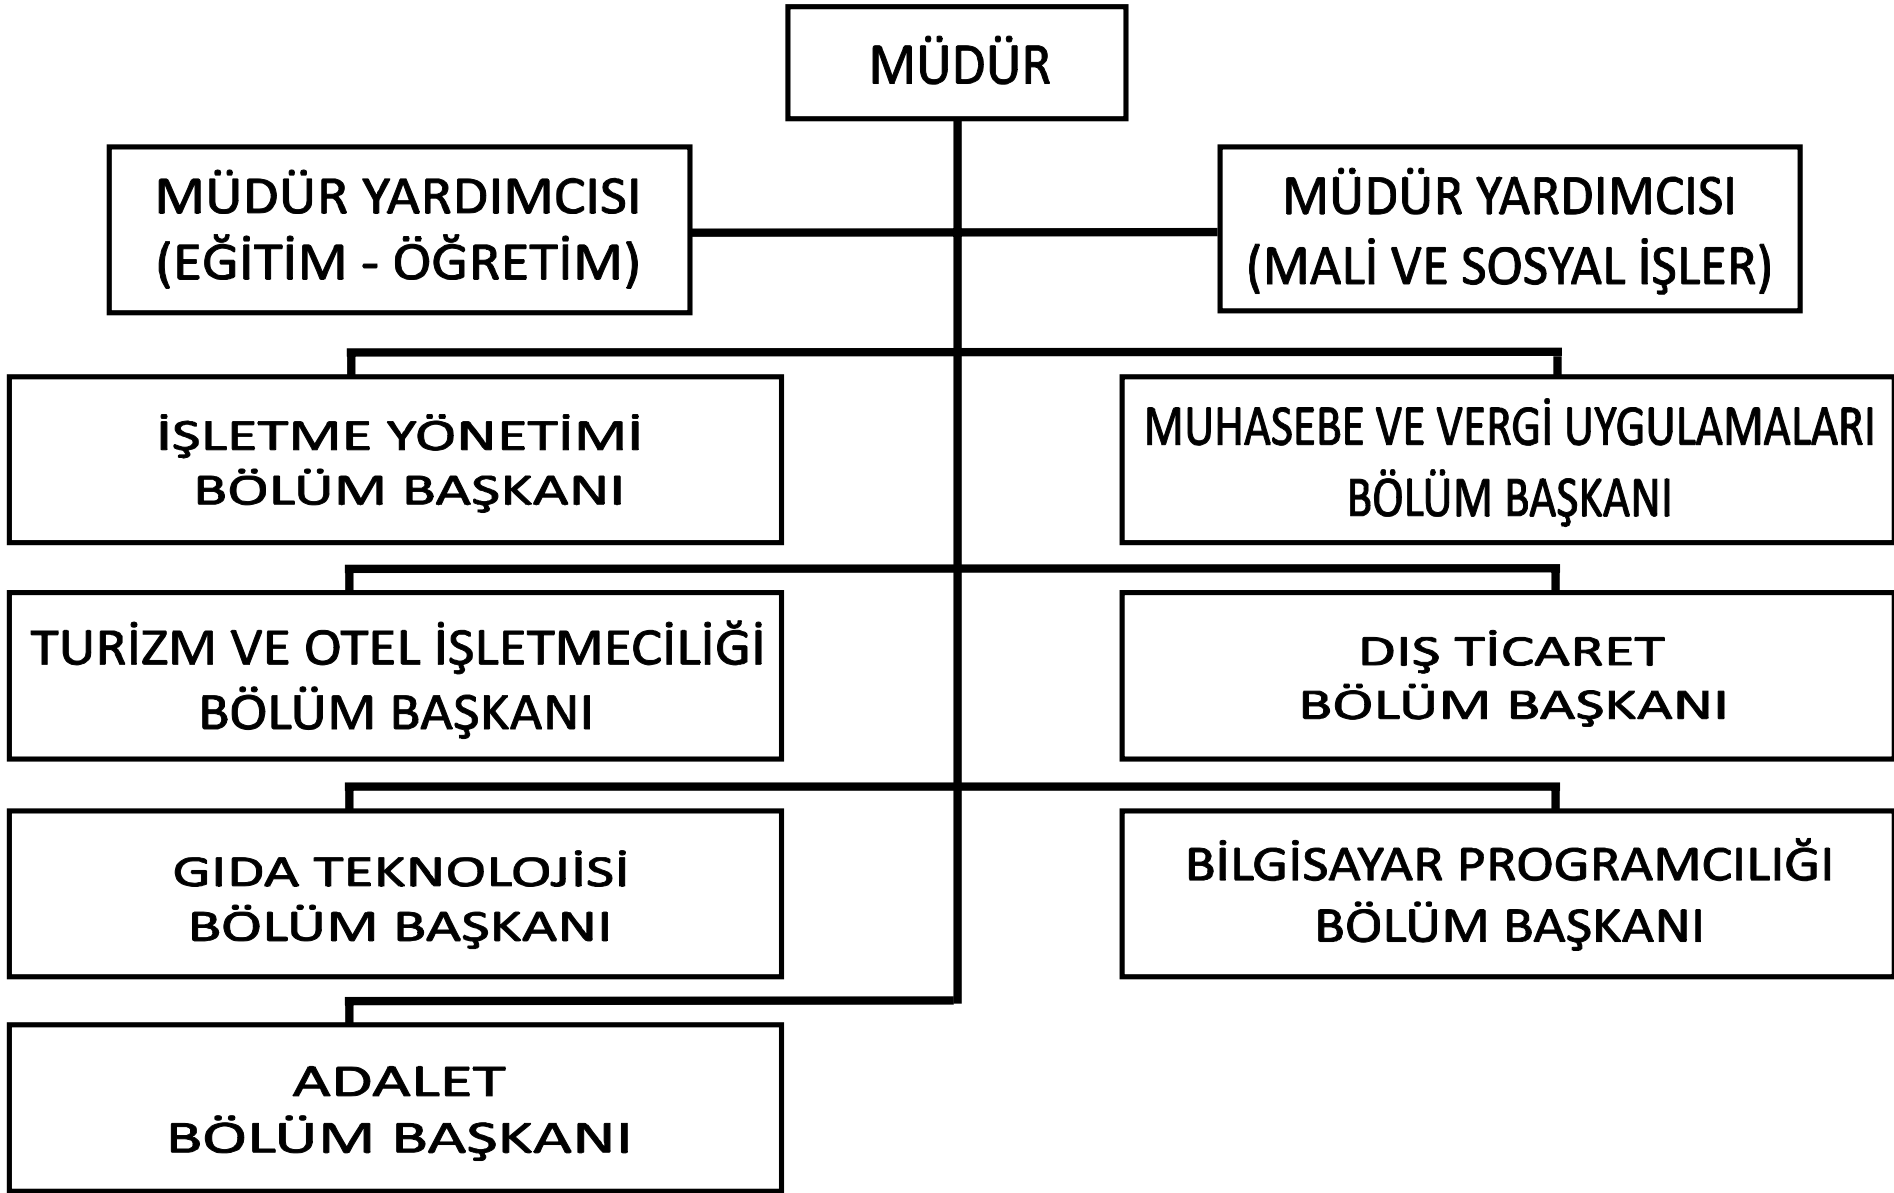 MÜDÜR
MÜDÜR YARDIMCISI
(EĞİTİM - ÖĞRETİM)
MÜDÜR YARDIMCISI
(MALİ VE SOSYAL İŞLER)
İŞLETME YÖNETİMİ
BÖLÜM BAŞKANI
MUHASEBE VE VERGİ UYGULAMALARI
BÖLÜM BAŞKANI
TURİZM VE OTEL İŞLETMECİLİĞİ
BÖLÜM BAŞKANI
DIŞ TİCARET
BÖLÜM BAŞKANI
GIDA TEKNOLOJİSİ
BÖLÜM BAŞKANI
BİLGİSAYAR PROGRAMCILIĞI
BÖLÜM BAŞKANI
ADALET
BÖLÜM BAŞKANI